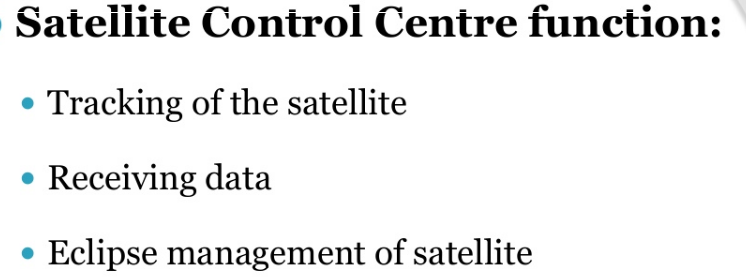 Satellite Control Centre function:
• Tracking of the satellite
• Receiving data
• Eclipse management of satellite